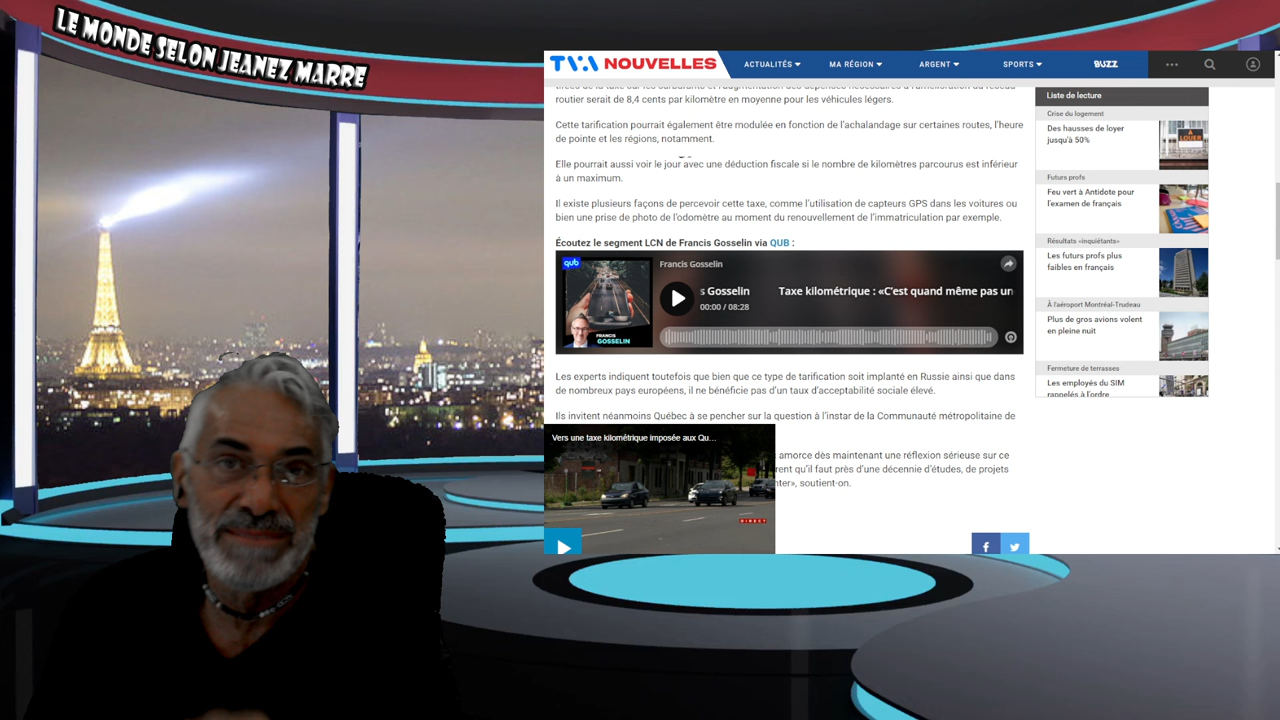 LE MONDE SELON JEANEZ MARRE
TVA NOUVELLES
ACTUALITÉS
MA RÉGION
ARGENT
SPORTS
BUZZ
routier serait de 8,4 cents par kilomètre en moyenne pour les véhicules légers.
Cette tarification pourrait également être modulée en fonction de l'achalandage sur certaines routes, l'heure
de pointe et les régions, notamment.
Elle pourrait aussi voir le jour avec une déduction fiscale si le nombre de kilomètres parcourus est inférieur
à un maximum.
Il existe plusieurs façons de percevoir cette taxe, comme l'utilisation de capteurs GPS dans les voitures ou
bien une prise de photo de l'odomètre au moment du renouvellement de l'immatriculation par exemple.
Écoutez le segment LCN de Francis Gosselin via QUB :
qub
FRANCIS
GOSSELIN
Francis Gosselin
s Gosselin
Taxe kilométrique : «C'est quand même pas un
00:00 / 08:28
Les experts indiquent toutefois que bien que ce type de tarification soit implanté en Russie ainsi que dans
de nombreux pays européens, il ne bénéficie pas d'un taux d'acceptabilité sociale élevé.
Ils invitent néanmoins Québec à se pencher sur la question à l'instar de la Communauté métropolitaine de
amorce dès maintenant une réflexion sérieuse sur ce
rent qu'il faut près d'une décennie d'études, de projets
nter», soutient-on.
Vers une taxe kilométrique imposée aux Qu...
DIRECT
Liste de lecture
Crise du logement
Des hausses de loyer
jusqu'à 50%
À LOUER
Futurs profs
Feu vert à Antidote pour
l'examen de français
Résultats «inquiétants»
Les futurs profs plus
faibles en français
À l'aéroport Montréal-Trudeau
Plus de gros avions volent
en pleine nuit
Fermeture de terrasses
Les employés du SIM
rappelés à l'ordre